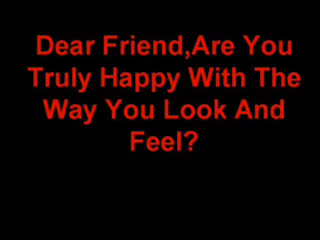 Dear Friend,Are You
Truly Happy With The
Way You Look And
Feel?